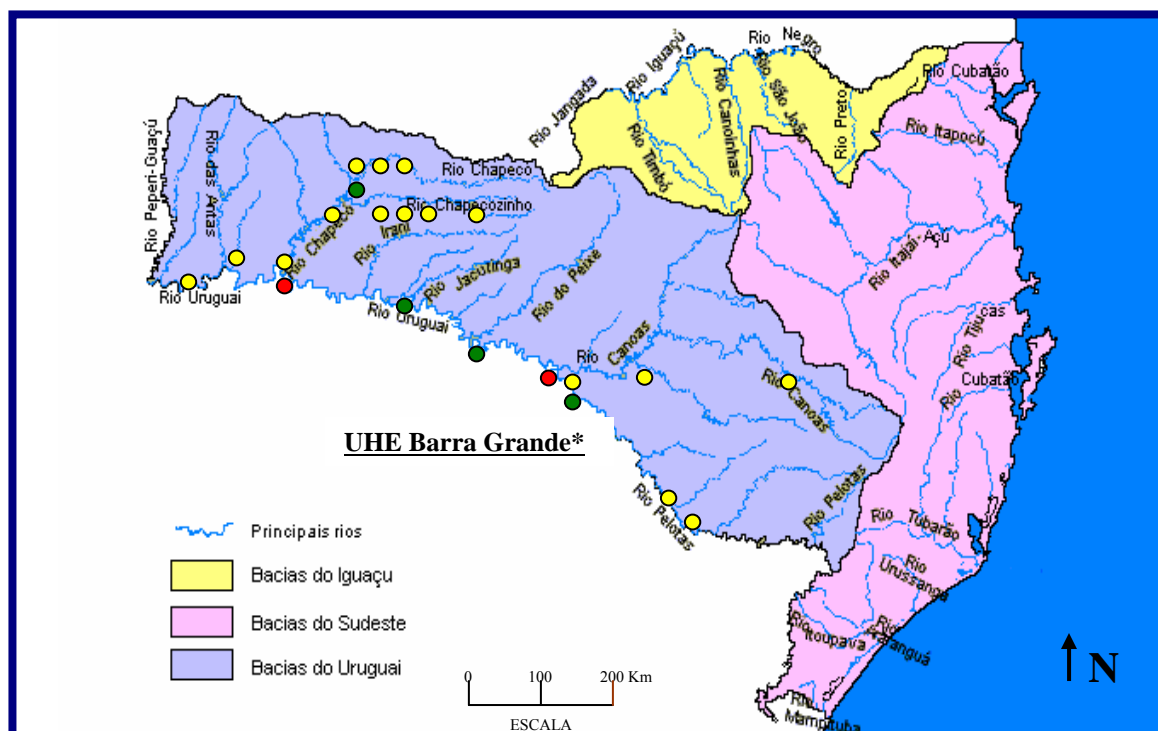 Rio Negro
Rio Iguaçú
Rio Jangada
Rio Canoinhas
Rio São João
Rio Preto
Rio Timbó
Rio Cubatão
Rio Itapocú
Rio Peperi-Guaçú
Rio das Antas
Rio Chapecó
Rio Chapecozinho
Rio Chapecó
Rio Irani
Rio Jacutinga
Rio do Peixe
Rio Itajái-Açú
Rio Uruguai
Rio Uruguai
Rio Canoas
Rio Tijucas
Rio Cubatão
Rio Canoas
UHE Barra Grande*
Rio Pelotas
Rio Pelotas
Rio Tubarão
Rio Urussanga
Rio Itoupava
Rio Araranguá
Rio Mampituba
Principais rios
Bacias do Iguaçu
Bacias do Sudeste
Bacias do Uruguai
0 100 200 Km
ESCALA
N